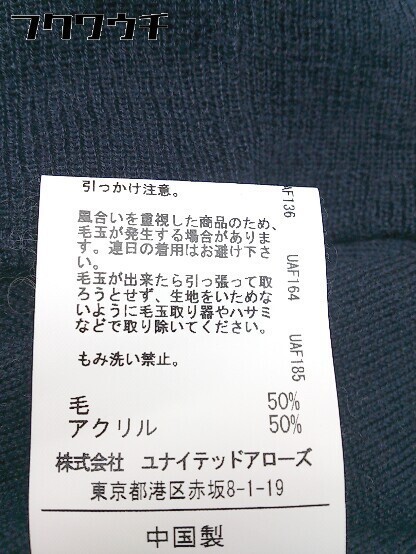 フクワウチ
引っかけ注意。
風合いを重視した商品のため、
毛玉が発生する場合がありま
す。連日の着用はお避け下さ
い。
毛玉が出来たら引っ張って取
ろうとせず、生地をいためな
いように毛玉取り器やハサミ
などで取り除いてください。
もみ洗い禁止。
毛 50%
アクリル 50%
株式会社 ユナイテッドアローズ
東京都港区赤坂8-1-19
中国製
AF136
UAF164
UAF185